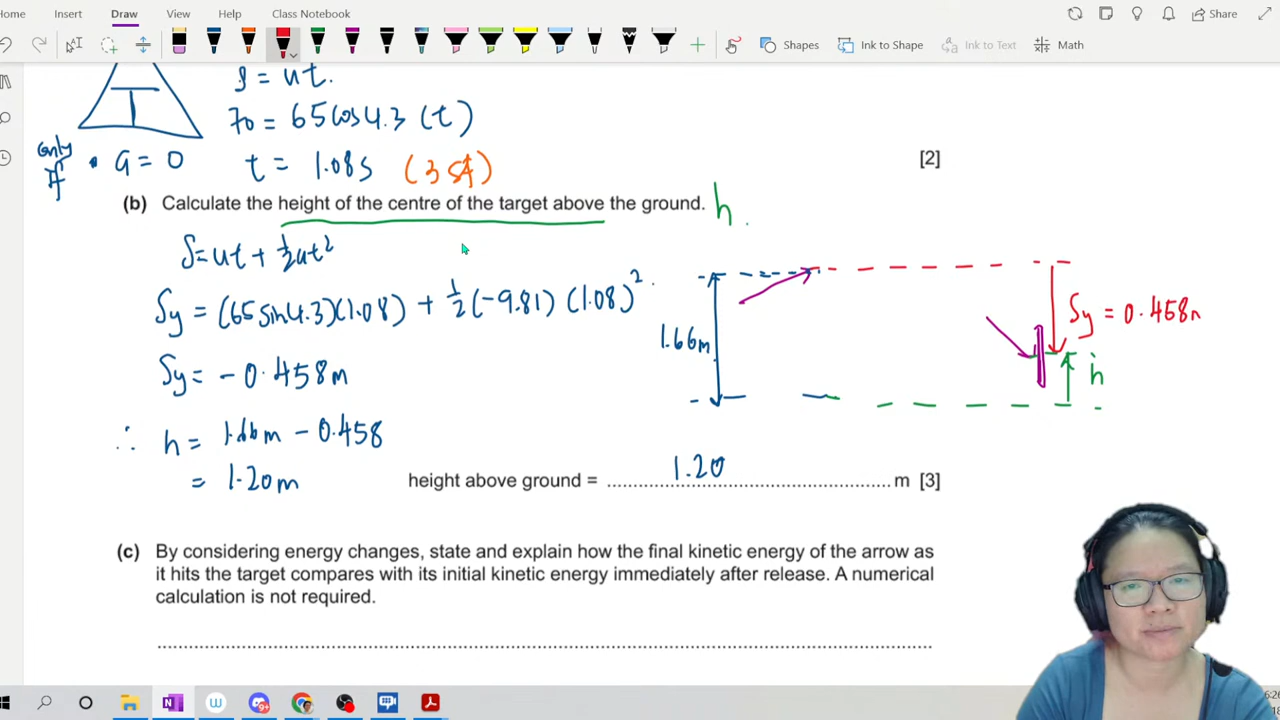 Home Insert Draw View Help Class Notebook Share
Shapes Ink to Shape Ink to Text Math
S = ut.
70 = 65cos4.3 (t)
only
if
• a = 0 t = 1.08s (3 sf)
[2]
(b) Calculate the height of the centre of the target above the ground. h.
S=ut + ½at²
Sy = (65 sin4.3)(1.08) + ½(-9.81)(1.08)²
1.66m
Sy = 0.458m
Sy = - 0.458m
h
∴ h = 1.66m - 0.458
= 1.20m
height above ground = 1.20 m [3]
(c) By considering energy changes, state and explain how the final kinetic energy of the arrow as
it hits the target compares with its initial kinetic energy immediately after release. A numerical
calculation is not required.